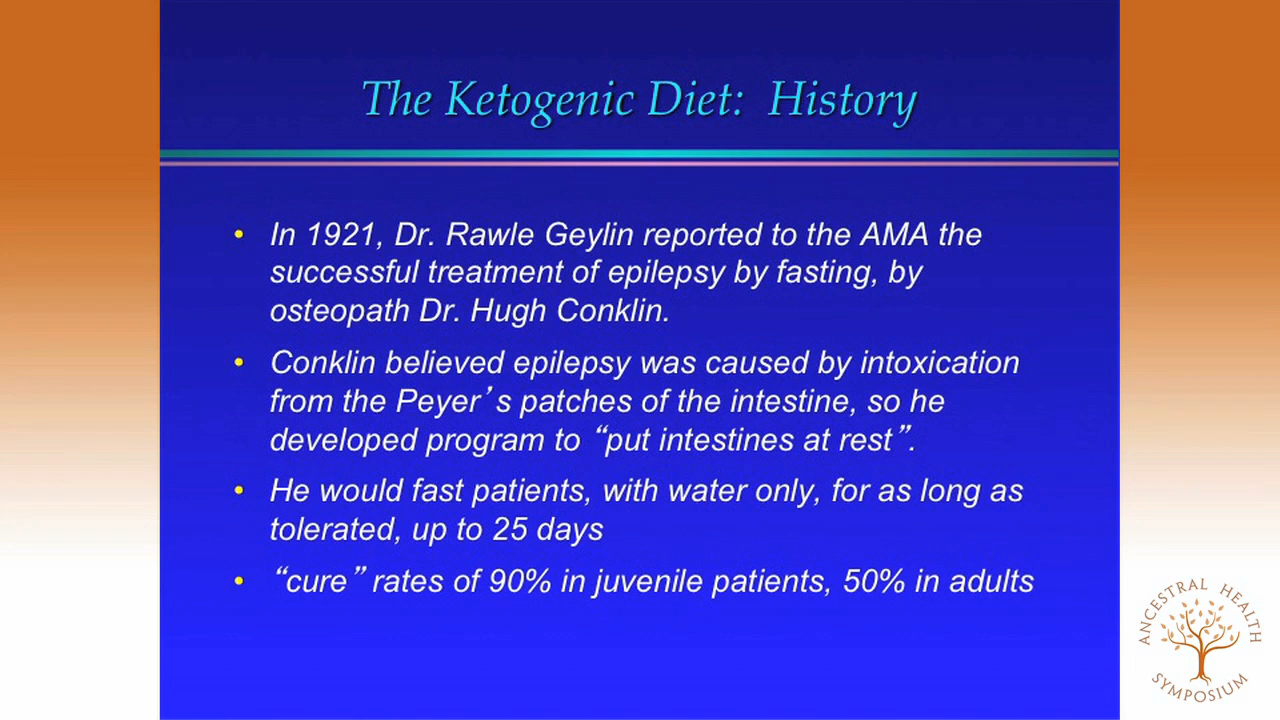 The Ketogenic Diet: History
• In 1921, Dr. Rawle Geylin reported to the AMA the
successful treatment of epilepsy by fasting, by
osteopath Dr. Hugh Conklin.
• Conklin believed epilepsy was caused by intoxication
from the Peyer’s patches of the intestine, so he
developed program to “put intestines at rest”.
• He would fast patients, with water only, for as long as
tolerated, up to 25 days
• “cure” rates of 90% in juvenile patients, 50% in adults
ANCESTRAL HEALTH
SYMPOSIUM